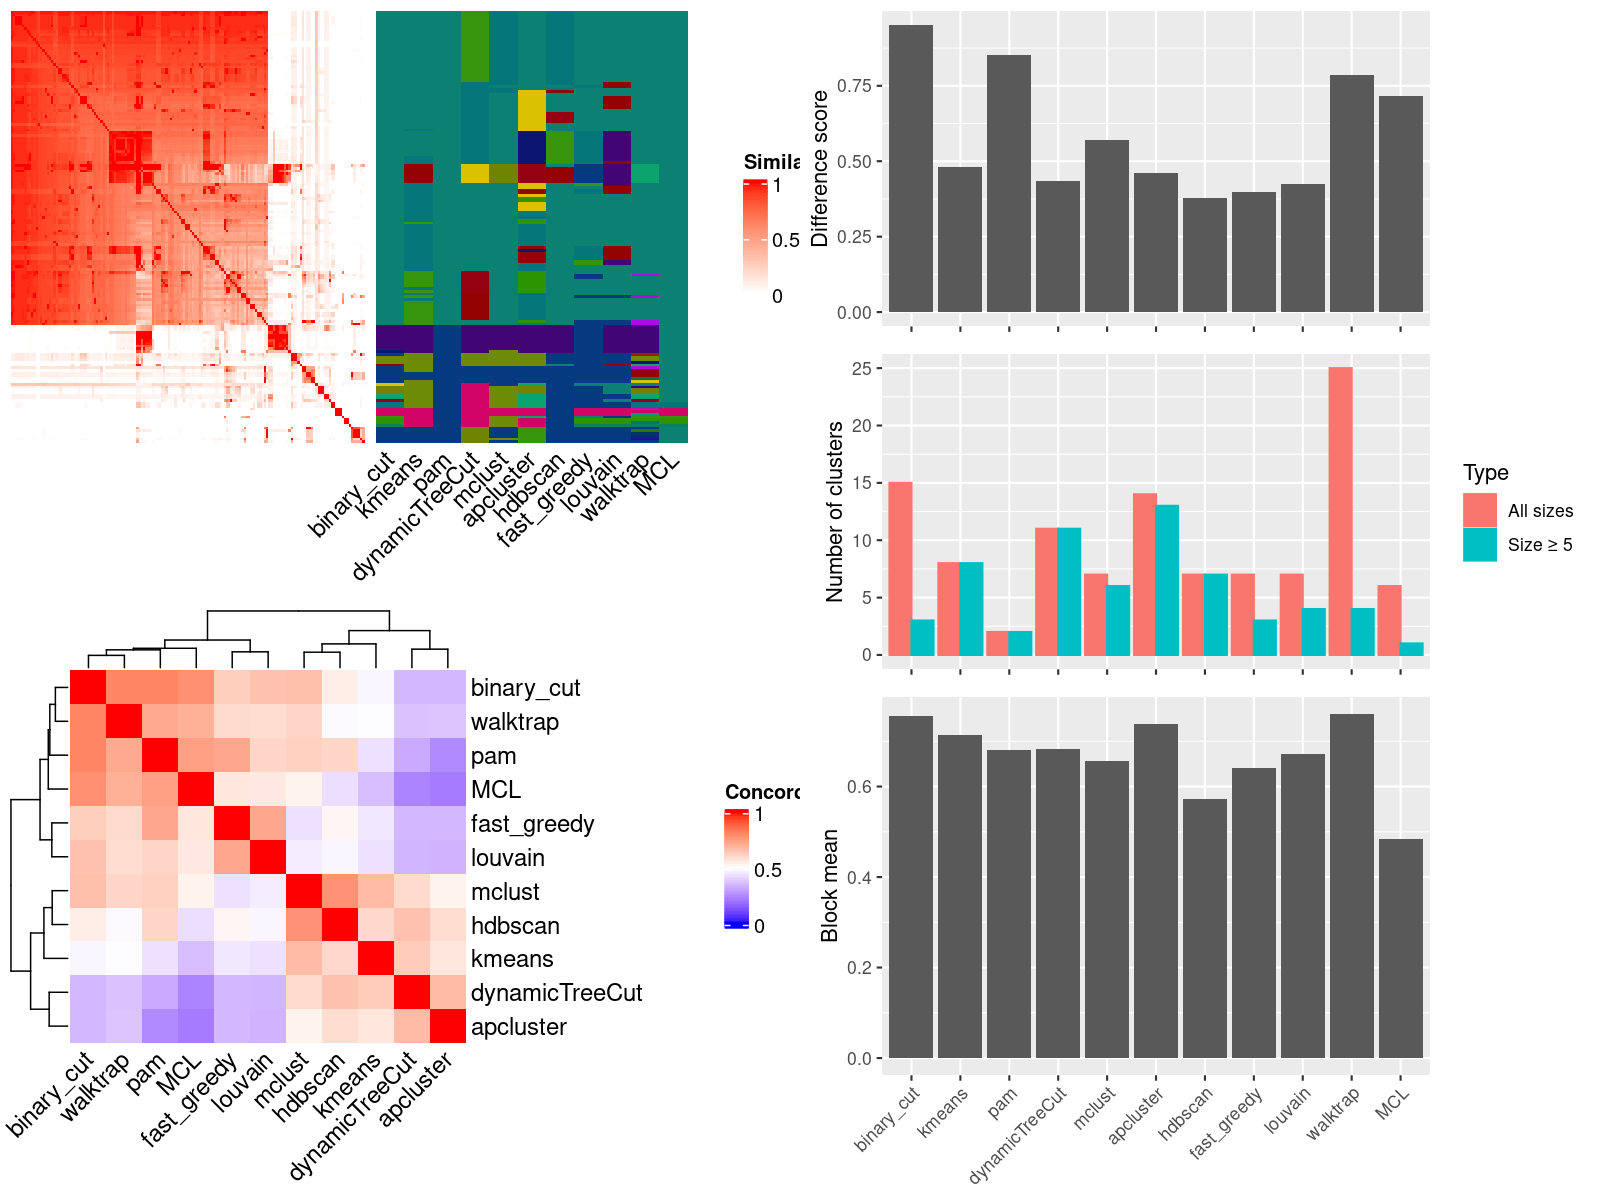 Simila
1
0.5
0
binary_cut
kmeans
pam
dynamicTreeCut
mclust
apcluster
hdbscan
fast_greedy
louvain
walktrap
MCL
binary_cut
walktrap
pam
MCL
fast_greedy
louvain
mclust
hdbscan
kmeans
dynamicTreeCut
apcluster
binary_cut
walktrap
pam
MCL
fast_greedy
louvain
mclust
hdbscan
kmeans
dynamicTreeCut
apcluster
Concord
1
0.5
0
Difference score
0.75
0.50
0.25
0.00
Number of clusters
25
20
15
10
5
0
Type
All sizes
Size ≥ 5
Block mean
0.6
0.4
0.2
0.0
binary_cut
kmeans
pam
dynamicTreeCut
mclust
apcluster
hdbscan
fast_greedy
louvain
walktrap
MCL